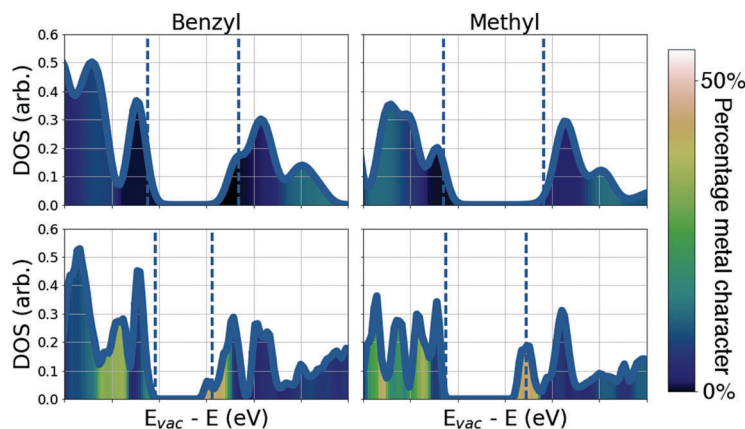 Benzyl
Methyl
DOS (arb.)
0.6
0.5
0.4
0.3
0.2
0.1
0.0
DOS (arb.)
0.6
0.5
0.4
0.3
0.2
0.1
0.0
E_vac - E (eV)
E_vac - E (eV)
50%
Percentage metal character
0%